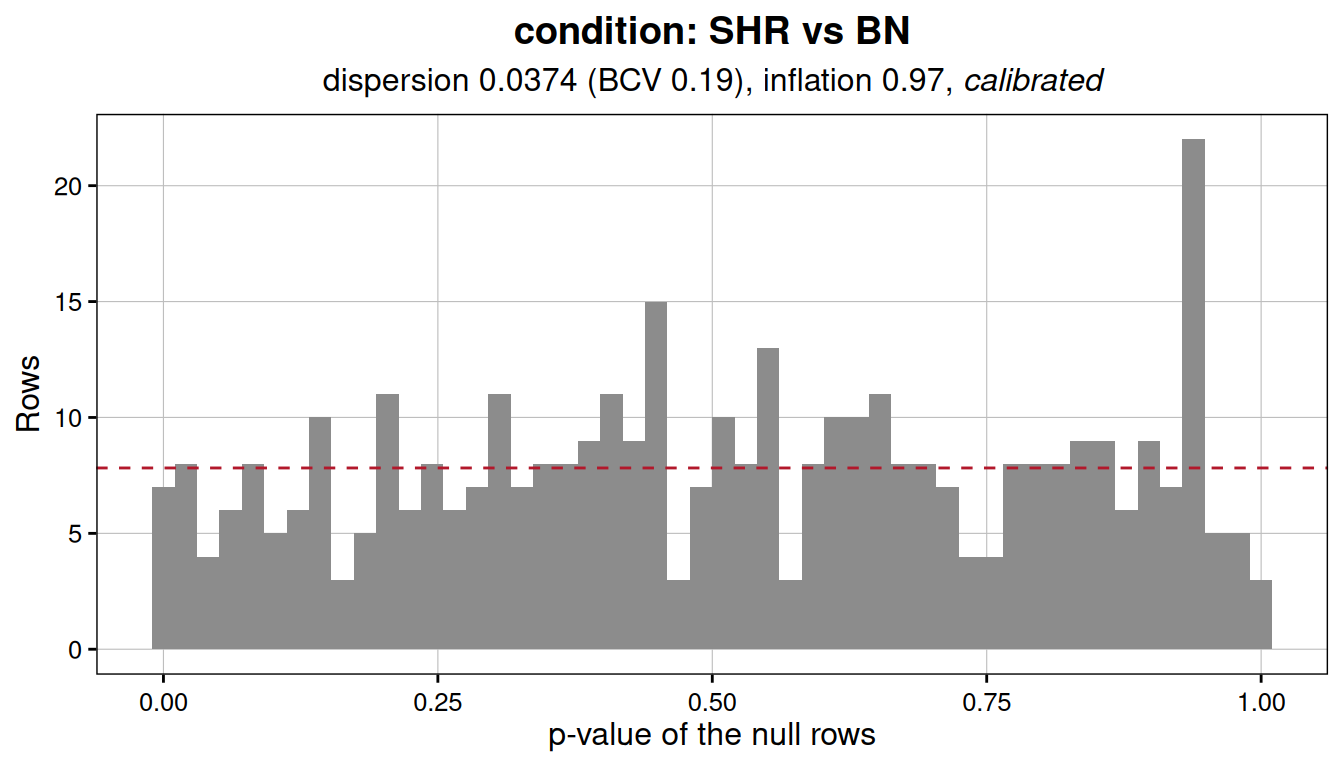 condition: SHR vs BN
dispersion 0.0374 (BCV 0.19), inflation 0.97, calibrated
Rows
20
15
10
5
0
0.00 0.25 0.50 0.75 1.00
p-value of the null rows